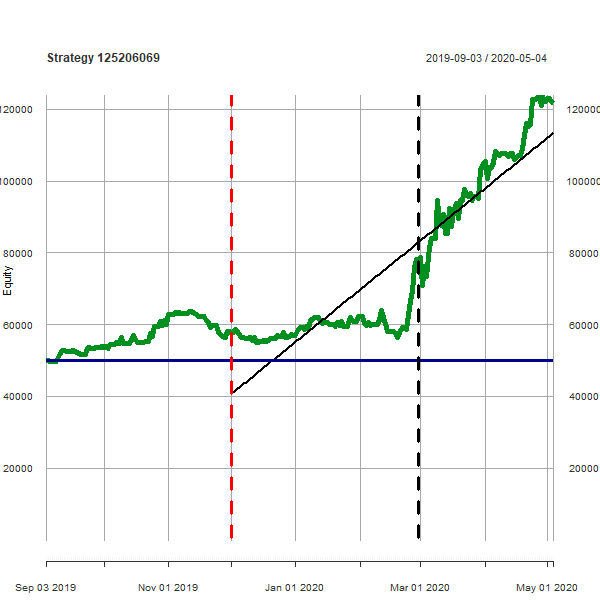 Strategy 125206069
2019-09-03 / 2020-05-04
120000
120000
100000
100000
80000
80000
Equity
60000
60000
40000
40000
20000
20000
Sep 03 2019
Nov 01 2019
Jan 01 2020
Mar 01 2020
May 01 2020